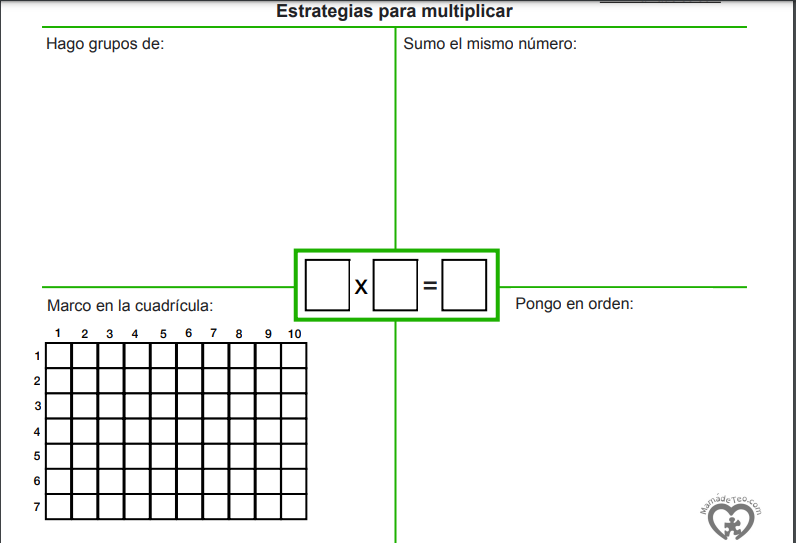 Estrategias para multiplicar
Hago grupos de:
Sumo el mismo número:
x =
Marco en la cuadrícula:
1 2 3 4 5 6 7 8 9 10
1
2
3
4
5
6
7
Pongo en orden:
MamádeTeo.com